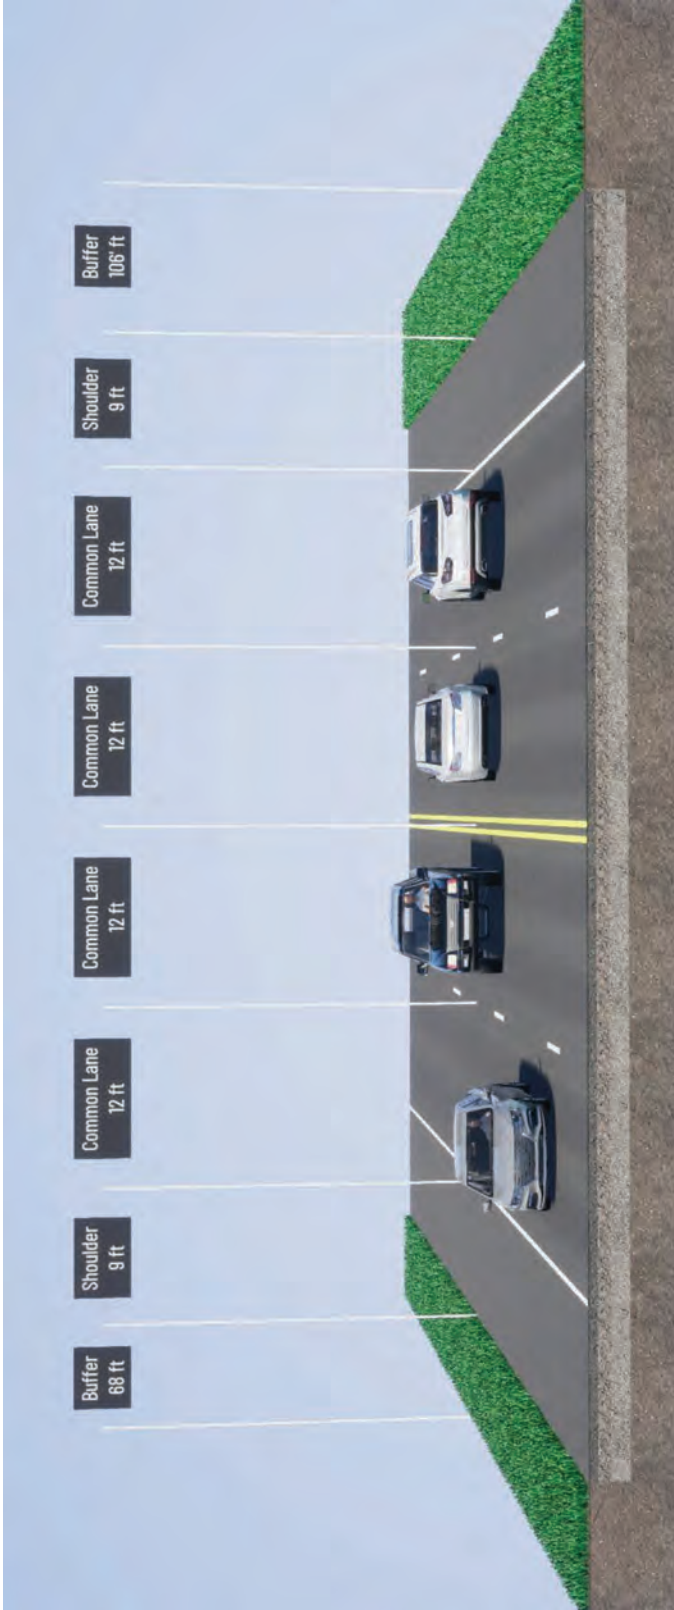 Buffer
68 ft
Shoulder
9 ft
Common Lane
12 ft
Common Lane
12 ft
Common Lane
12 ft
Common Lane
12 ft
Shoulder
9 ft
Buffer
106' ft